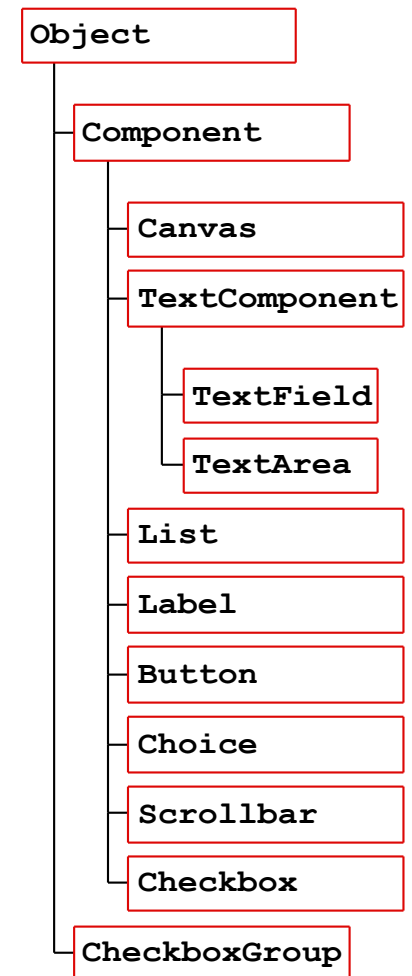 Object
Component
Canvas
TextComponent
TextField
TextArea
List
Label
Button
Choice
Scrollbar
Checkbox
CheckboxGroup